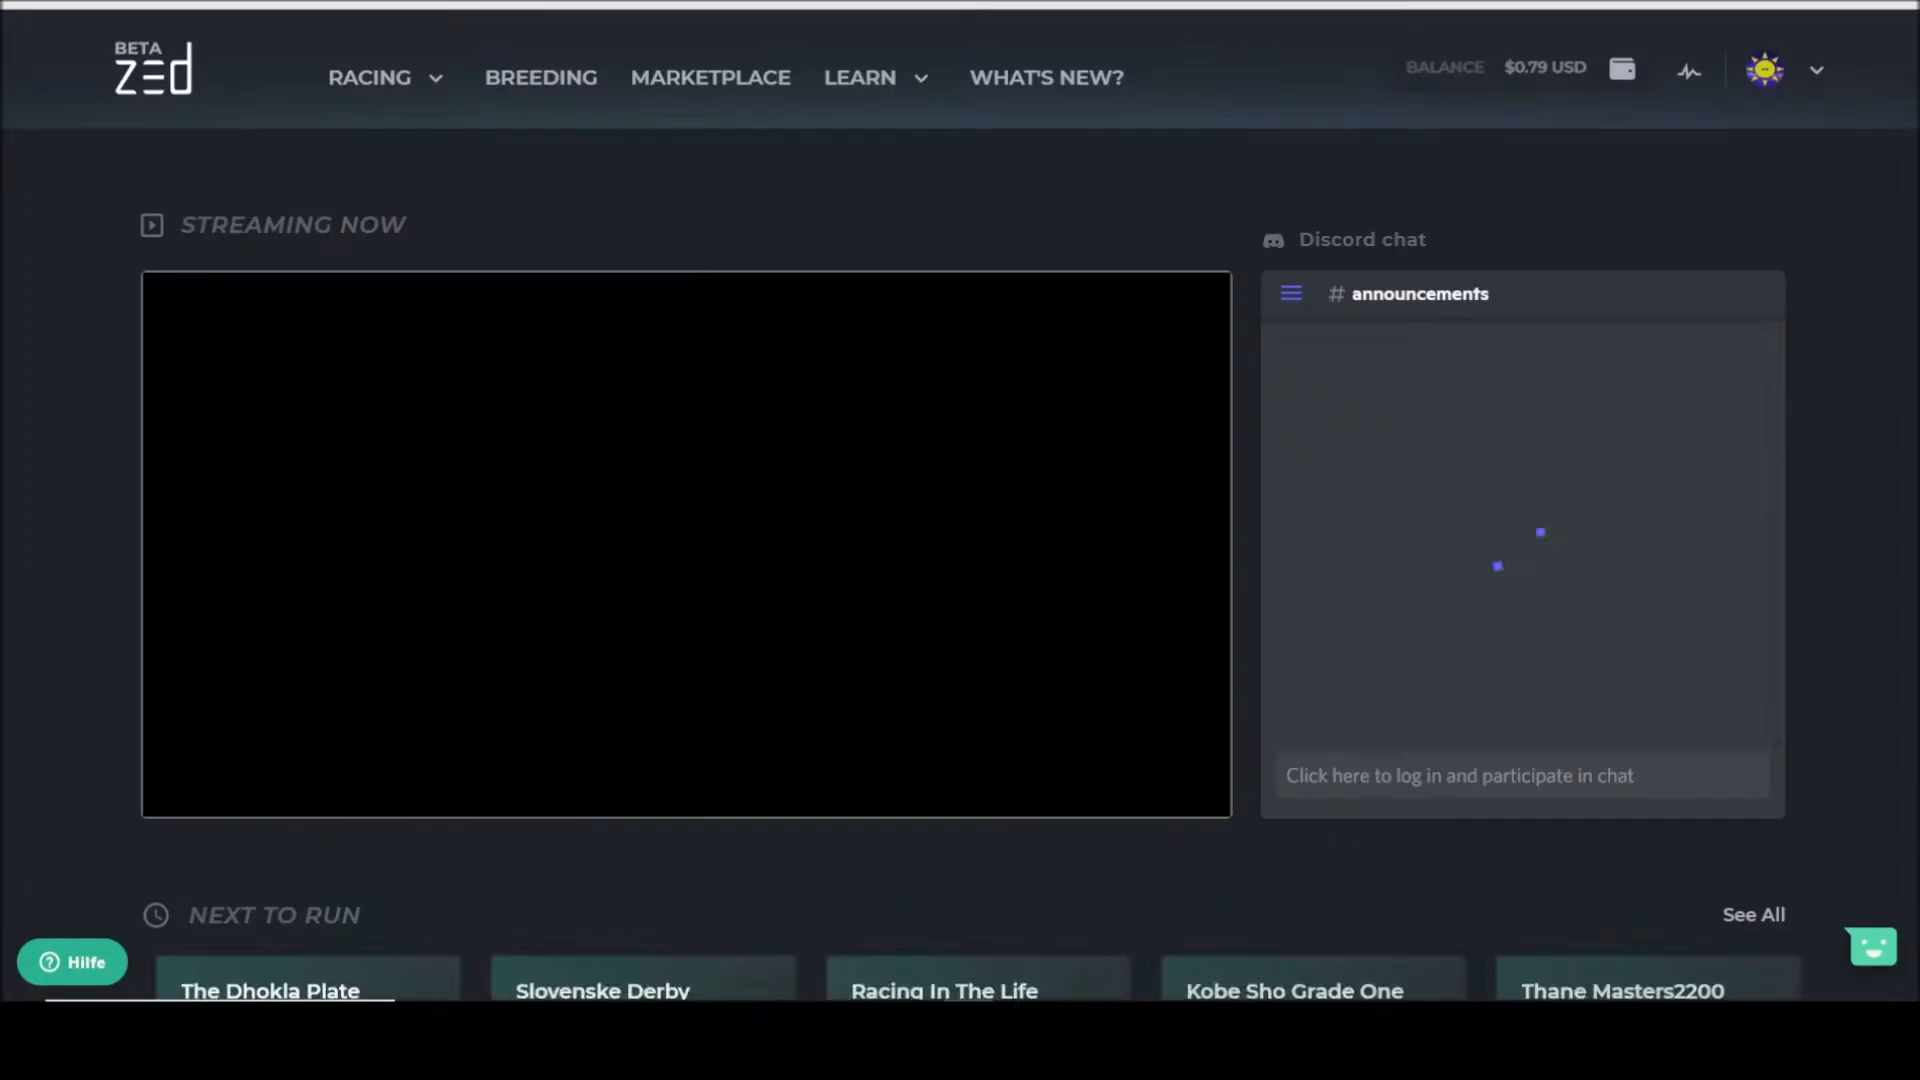 BETA
zed
RACING
BREEDING
MARKETPLACE
LEARN
WHAT'S NEW?
BALANCE $0.79 USD
STREAMING NOW
Discord chat
# announcements
Click here to log in and participate in chat
NEXT TO RUN
See All
Hilfe
The Dhokla Plate
Slovenske Derby
Racing In The Life
Kobe Sho Grade One
Thane Masters2200